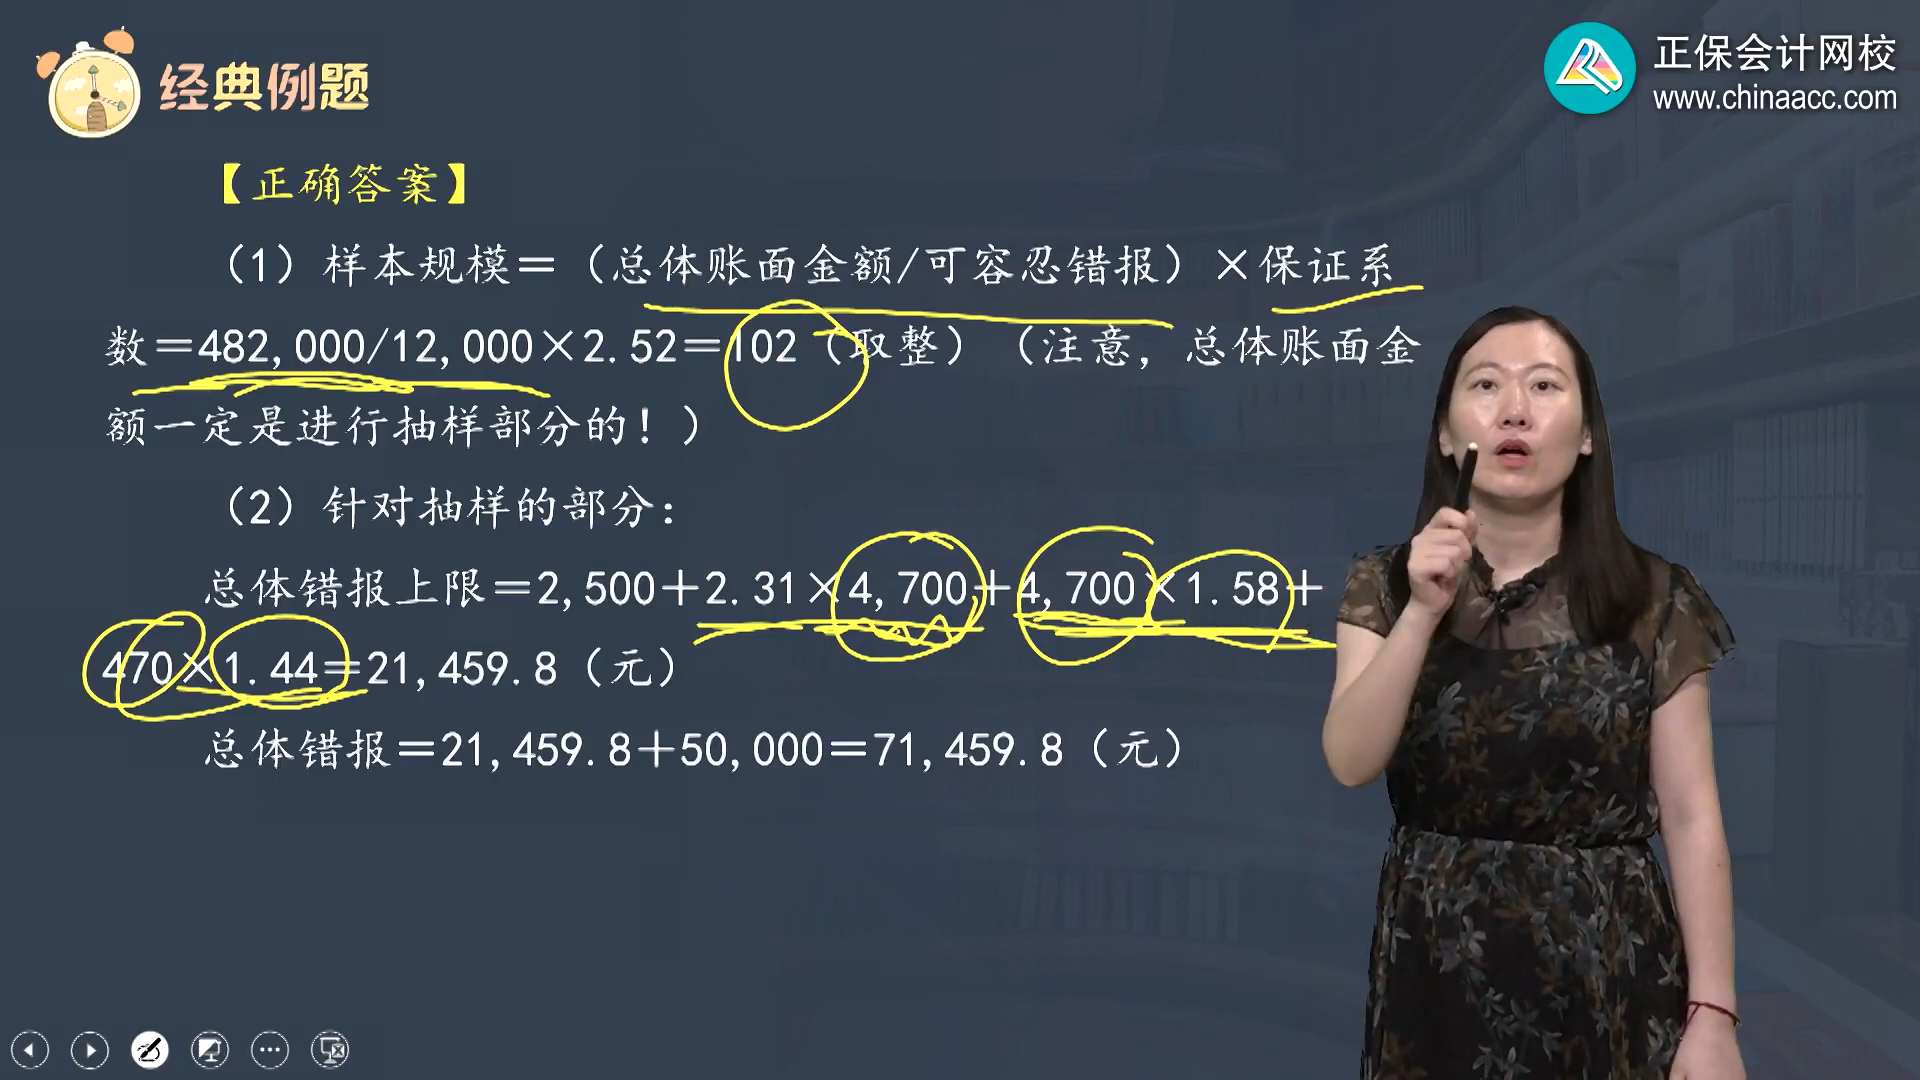 经典例题
正保会计网校
www.chinaacc.com
【正确答案】
（1）样本规模＝（总体账面金额/可容忍错报）×保证系
数＝482,000/12,000×2.52＝102（取整）（注意，总体账面金
额一定是进行抽样部分的！）
（2）针对抽样的部分：
总体错报上限＝2,500＋2.31×4,700＋4,700×1.58＋
470×1.44＝21,459.8（元）
总体错报＝21,459.8＋50,000＝71,459.8（元）